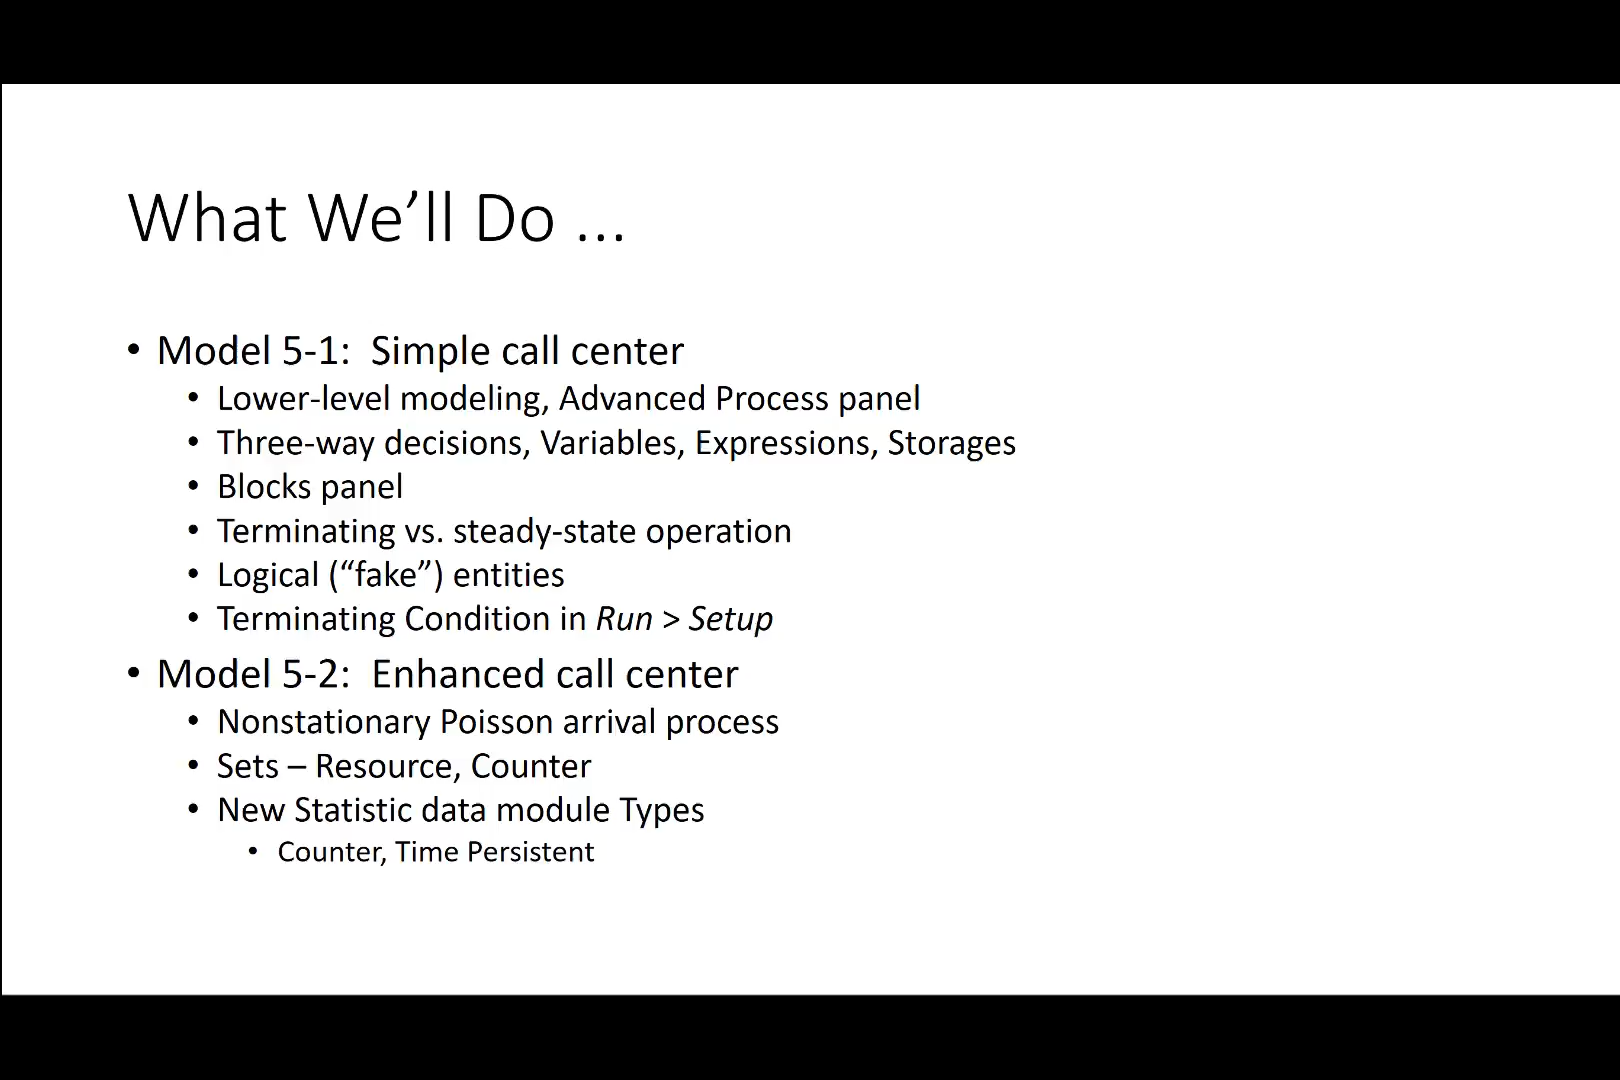 What We’ll Do ...
• Model 5-1:  Simple call center
• Lower-level modeling, Advanced Process panel
• Three-way decisions, Variables, Expressions, Storages
• Blocks panel
• Terminating vs. steady-state operation
• Logical (“fake”) entities
• Terminating Condition in Run > Setup
• Model 5-2:  Enhanced call center
• Nonstationary Poisson arrival process
• Sets – Resource, Counter
• New Statistic data module Types
• Counter, Time Persistent